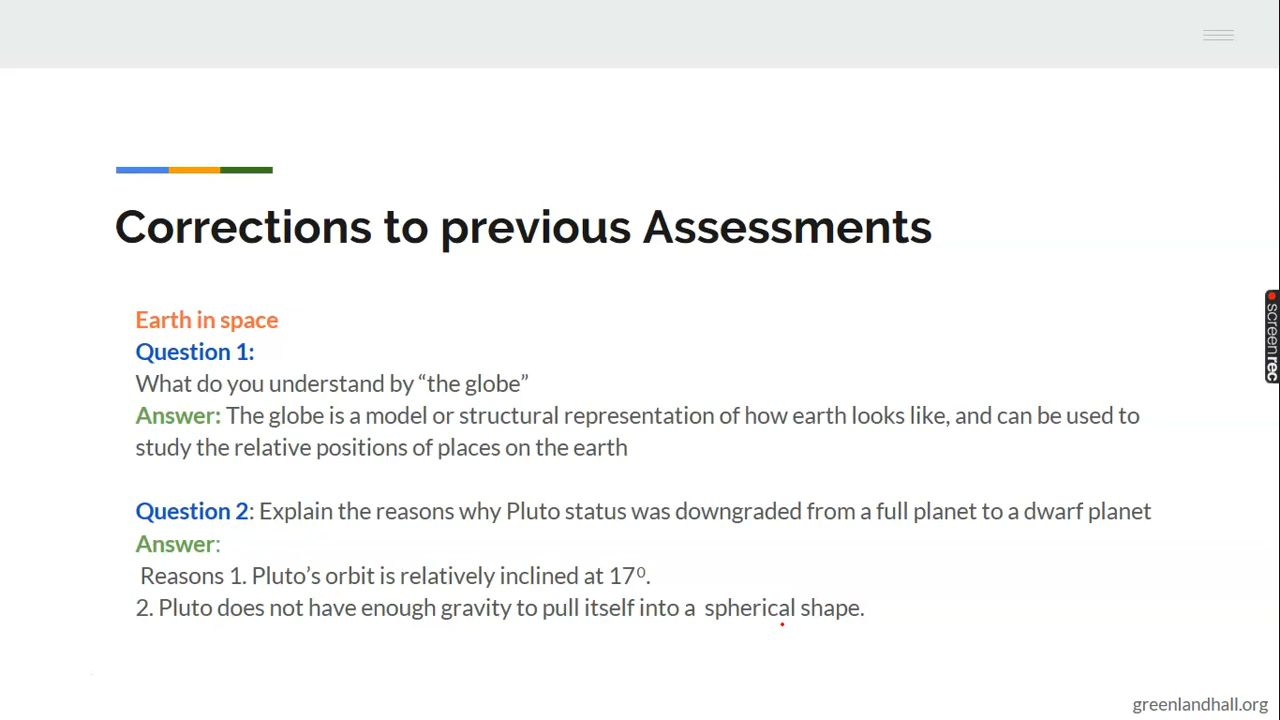 Corrections to previous Assessments
Earth in space
Question 1:
What do you understand by “the globe”
Answer: The globe is a model or structural representation of how earth looks like, and can be used to
study the relative positions of places on the earth
Question 2: Explain the reasons why Pluto status was downgraded from a full planet to a dwarf planet
Answer:
Reasons 1. Pluto’s orbit is relatively inclined at 17⁰.
2. Pluto does not have enough gravity to pull itself into a spherical shape.
screenrec
greenlandhall.org